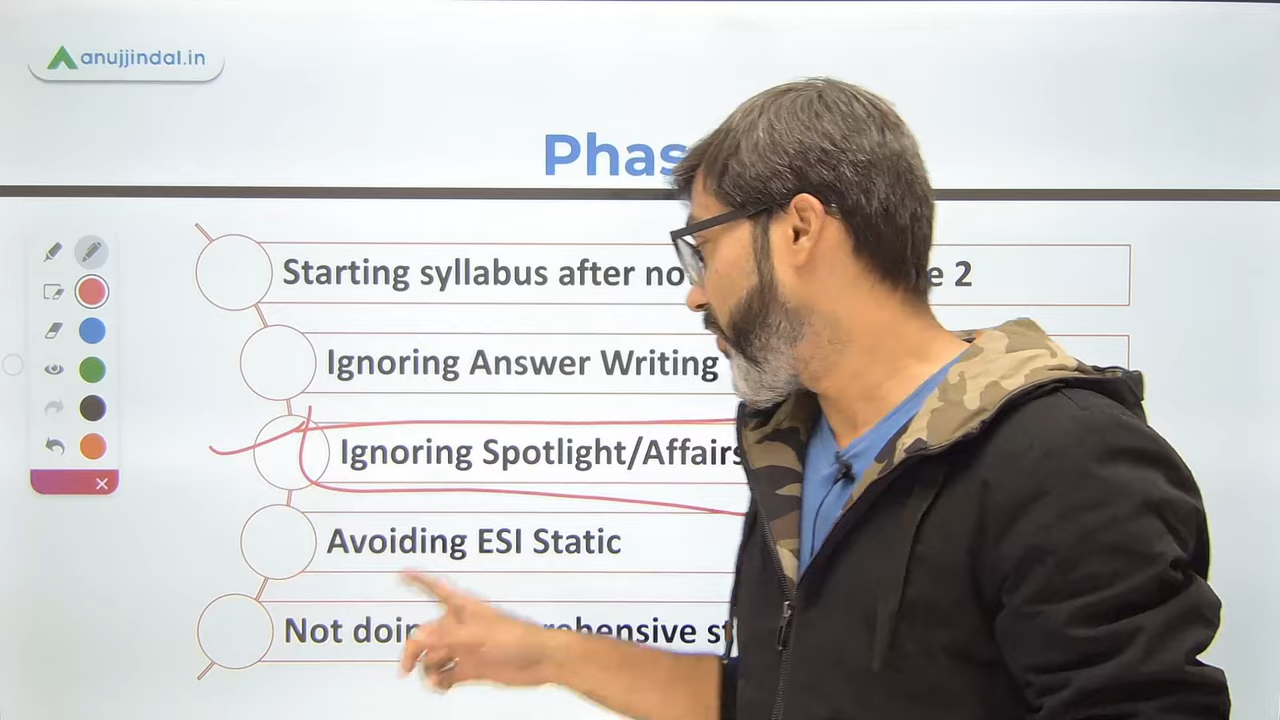 anujjindal.in
Phas
Starting syllabus after no e 2
Ignoring Answer Writing
Ignoring Spotlight/Affairs
Avoiding ESI Static
Not doin rehensive st